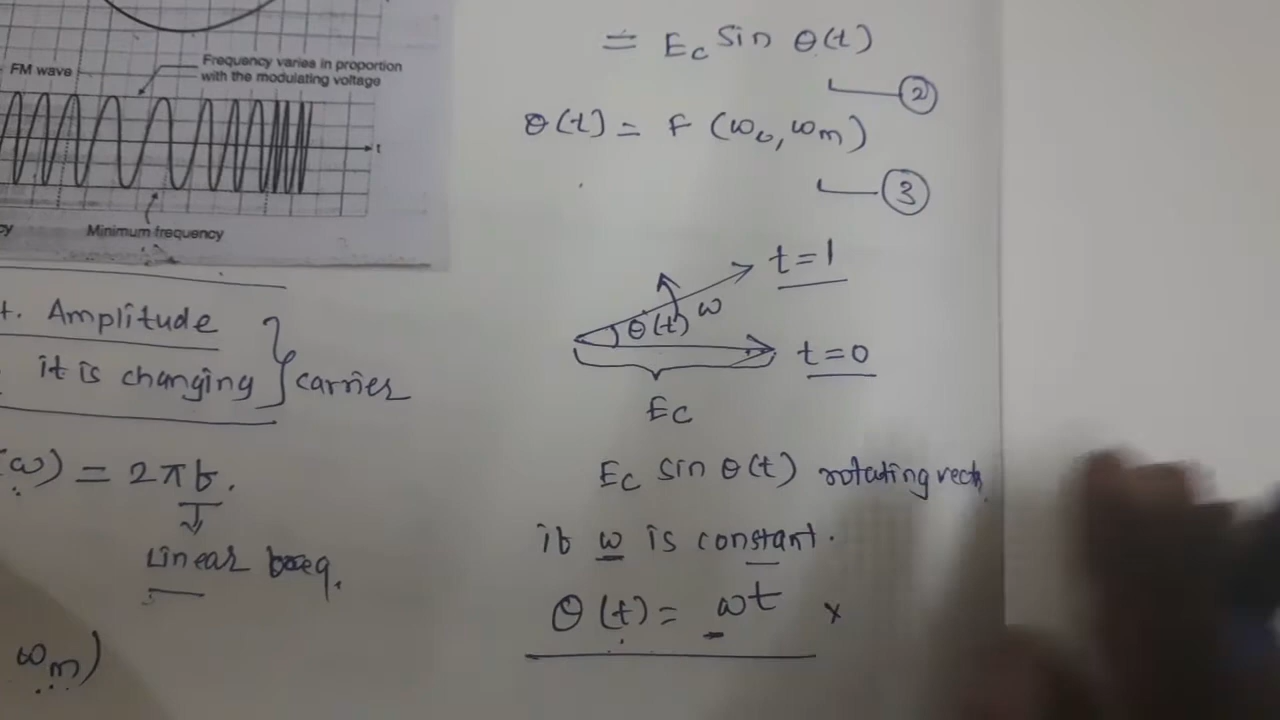 FM wave
Frequency varies in proportion
with the modulating voltage
t
Minimum frequency
t. Amplitude
it is changing } carrier
(ω) = 2πf.
Linear freq.
ωm)
= Ec Sin θ(t)
2
θ(t) = F (ωc, ωm)
3
t=1
θ(t) ω
t=0
Ec
Ec sin θ(t) rotating vect
if ω is constant.
θ(t) = ωt x